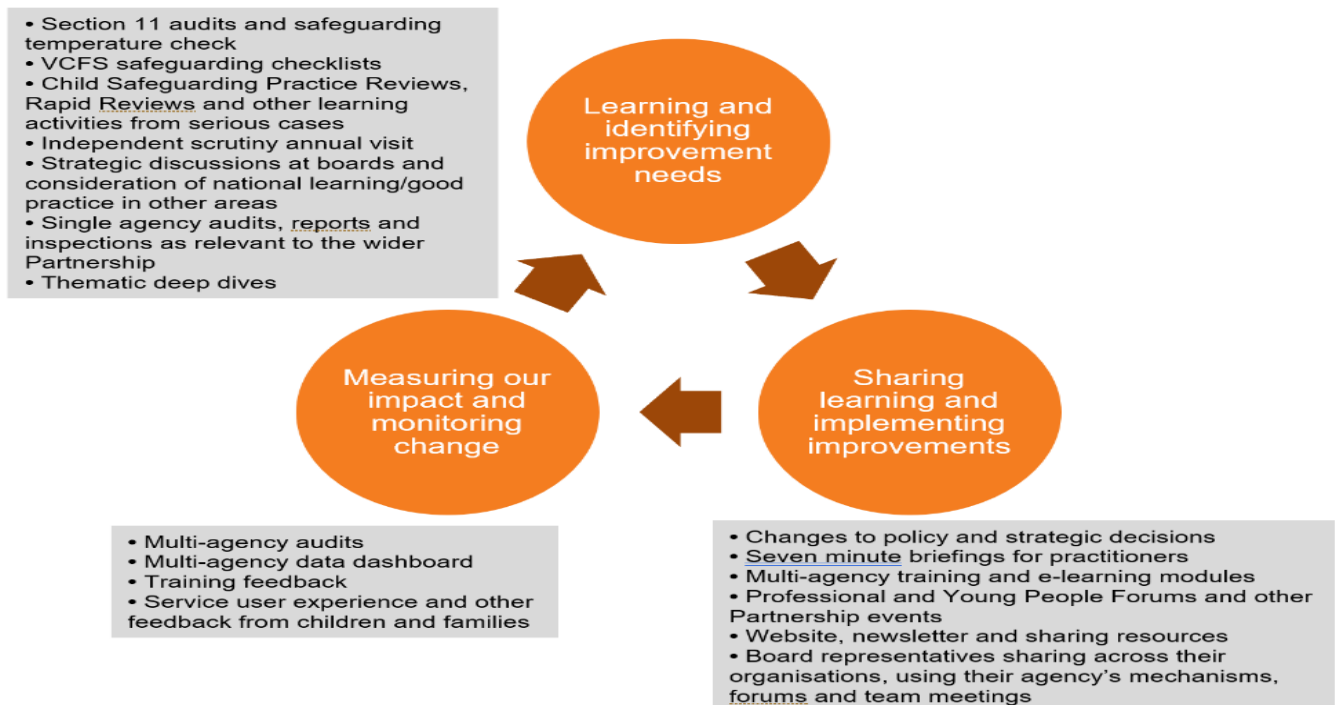 • Section 11 audits and safeguarding
temperature check
• VCFS safeguarding checklists
• Child Safeguarding Practice Reviews,
Rapid Reviews and other learning
activities from serious cases
• Independent scrutiny annual visit
• Strategic discussions at boards and
consideration of national learning/good
practice in other areas
• Single agency audits, reports and
inspections as relevant to the wider
Partnership
• Thematic deep dives
Learning and
identifying
improvement
needs
Sharing
learning and
implementing
improvements
Measuring our
impact and
monitoring
change
• Multi-agency audits
• Multi-agency data dashboard
• Training feedback
• Service user experience and other
feedback from children and families
• Changes to policy and strategic decisions
• Seven minute briefings for practitioners
• Multi-agency training and e-learning modules
• Professional and Young People Forums and other
Partnership events
• Website, newsletter and sharing resources
• Board representatives sharing across their
organisations, using their agency's mechanisms,
forums and team meetings